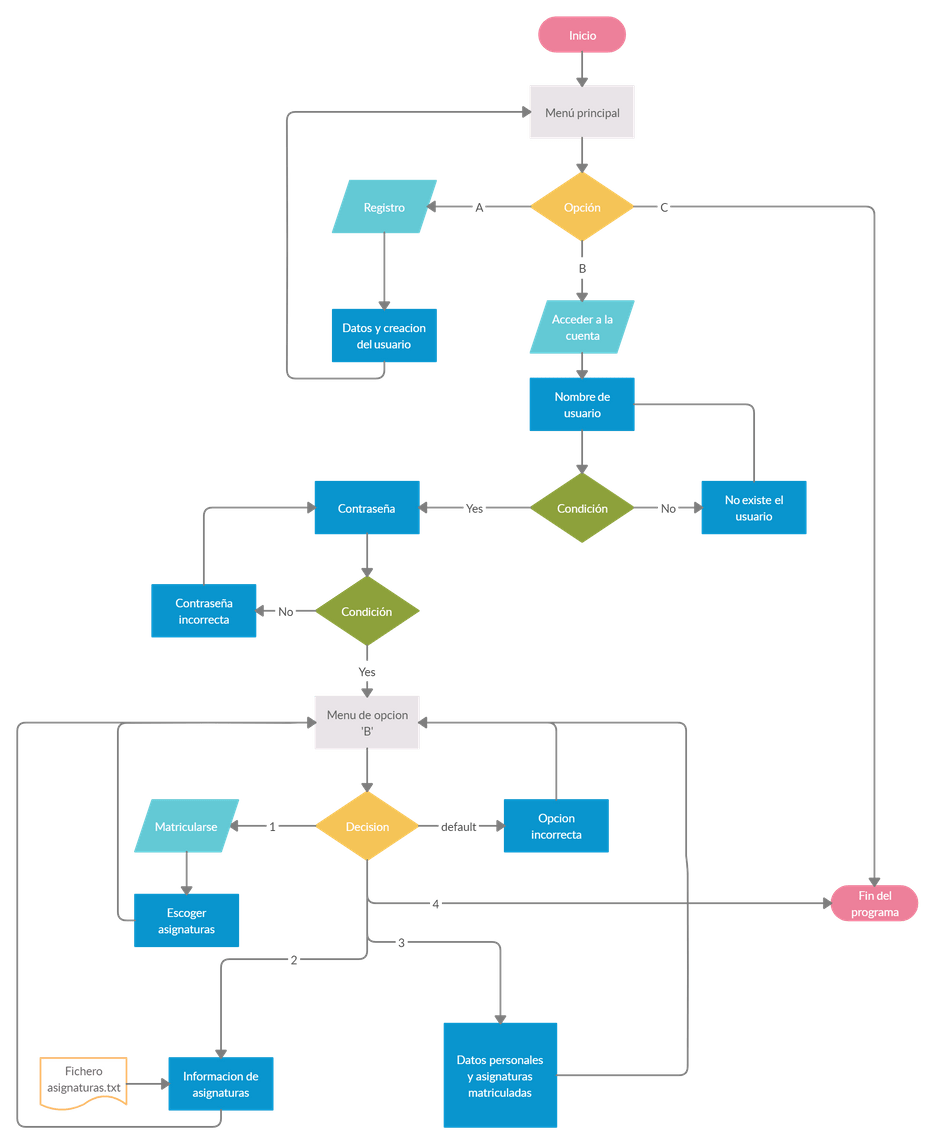 Inicio
Menú principal
Registro
A
Opción
C
B
Acceder a la
cuenta
Datos y creacion
del usuario
Nombre de
usuario
Contraseña
Yes
Condición
No
No existe el
usuario
Contraseña
incorrecta
No
Condición
Yes
Menu de opcion
'B'
Matricularse
1
Decision
default
Opcion
incorrecta
Escoger
asignaturas
4
Fin del
programa
3
2
Fichero
asignaturas.txt
Informacion de
asignaturas
Datos personales
y asignaturas
matriculadas